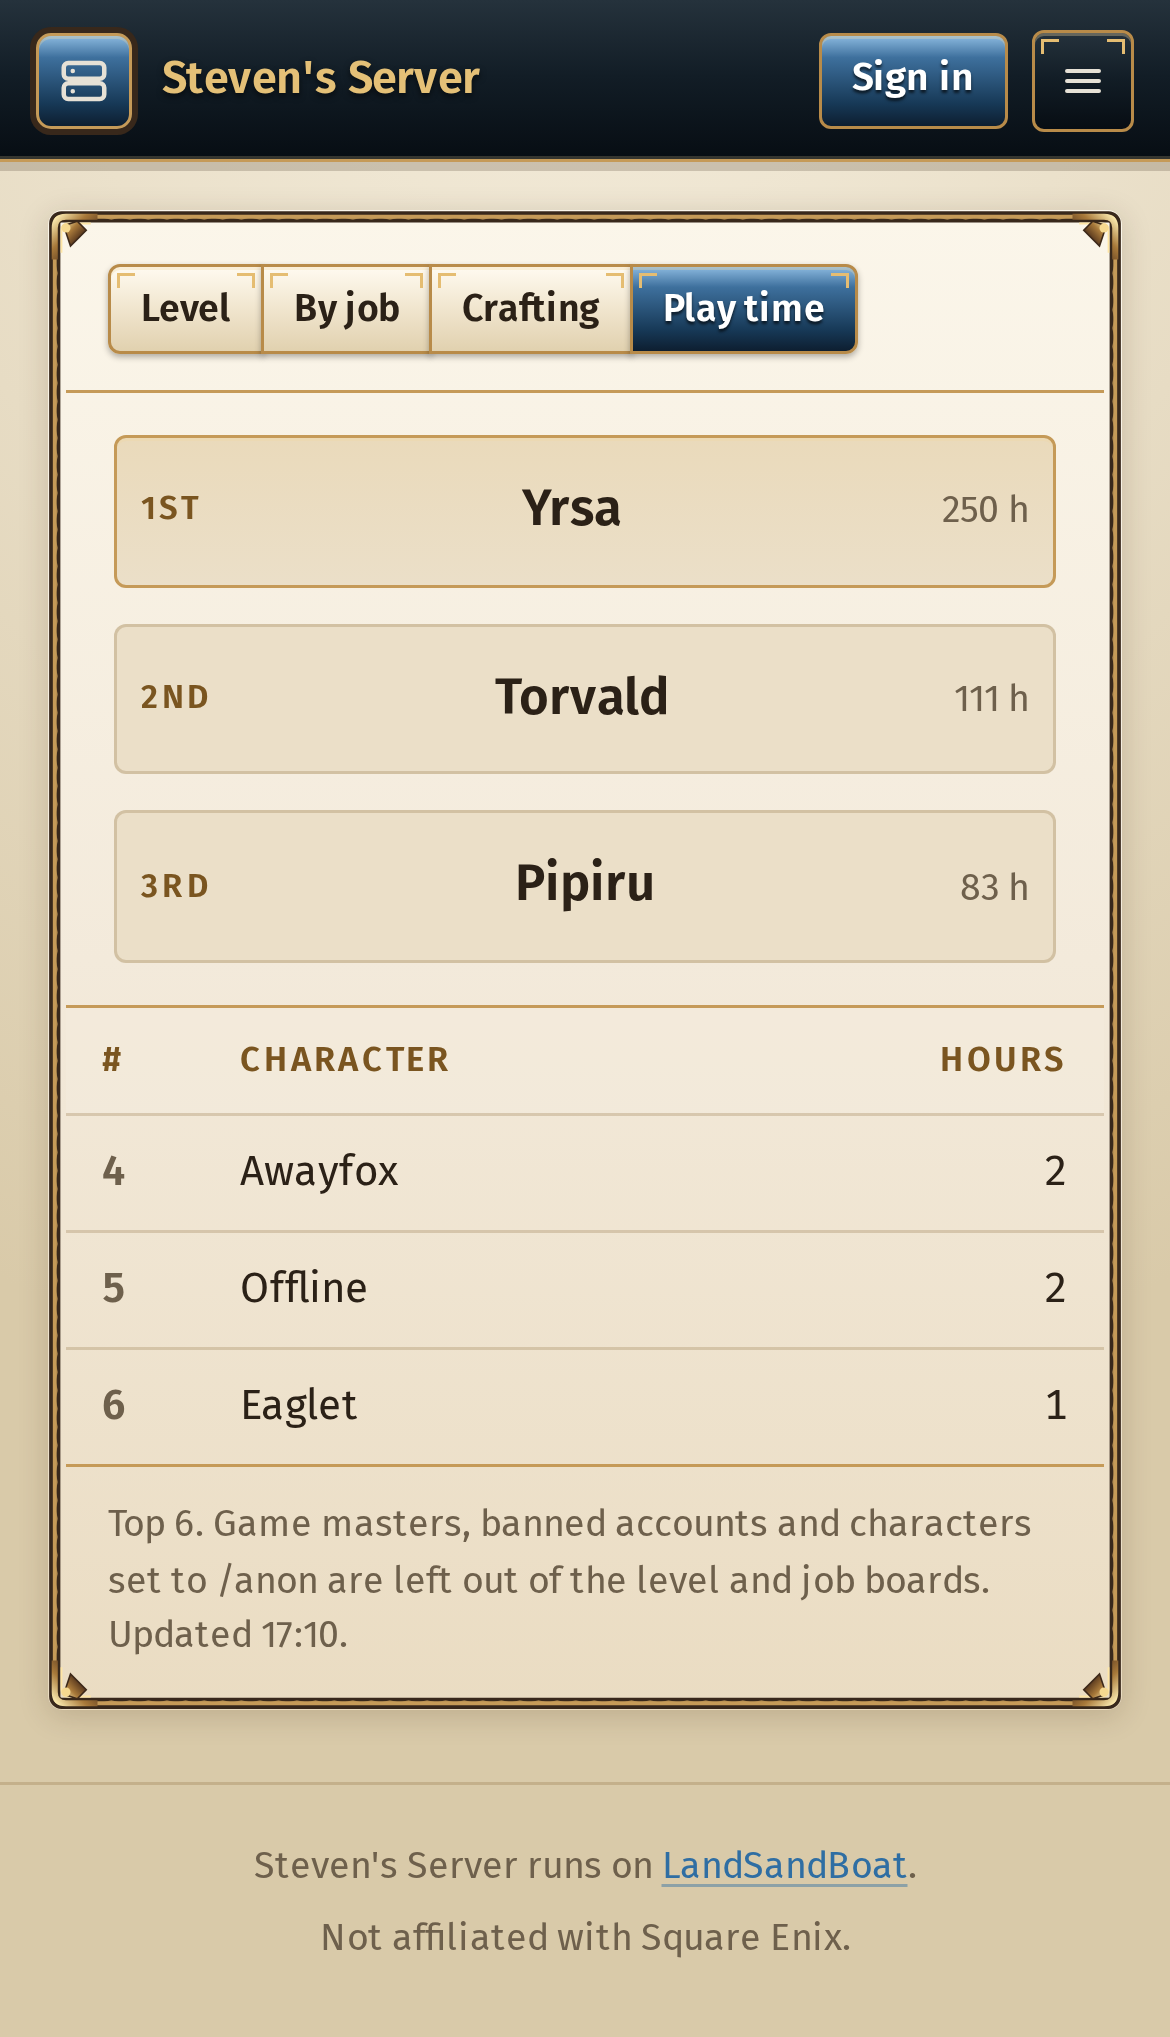 Steven's Server
Sign in
Level
By job
Crafting
Play time
1ST
Yrsa
250 h
2ND
Torvald
111 h
3RD
Pipiru
83 h
# CHARACTER HOURS
4 Awayfox 2
5 Offline 2
6 Eaglet 1
Top 6. Game masters, banned accounts and characters
set to /anon are left out of the level and job boards.
Updated 17:10.
Steven's Server runs on LandSandBoat.
Not affiliated with Square Enix.